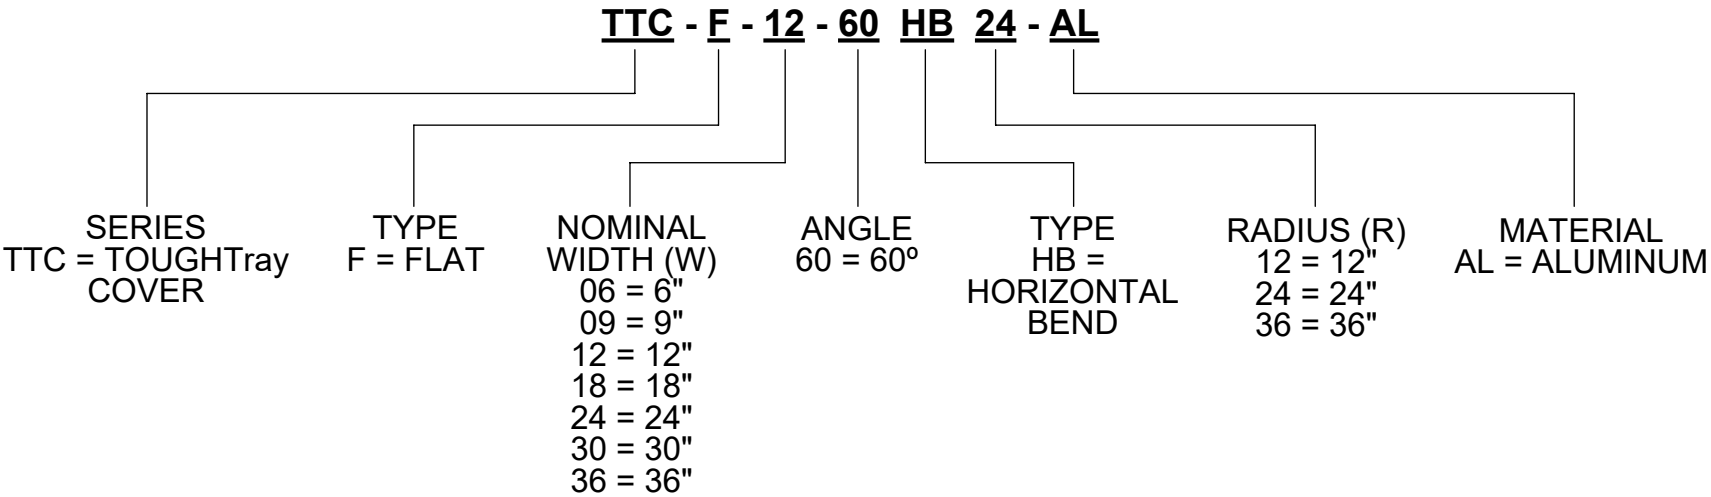 TTC - F - 12 - 60 HB 24 - AL
SERIES
TTC = TOUGHTray
COVER
TYPE
F = FLAT
NOMINAL
WIDTH (W)
06 = 6"
09 = 9"
12 = 12"
18 = 18"
24 = 24"
30 = 30"
36 = 36"
ANGLE
60 = 60º
TYPE
HB =
HORIZONTAL
BEND
RADIUS (R)
12 = 12"
24 = 24"
36 = 36"
MATERIAL
AL = ALUMINUM